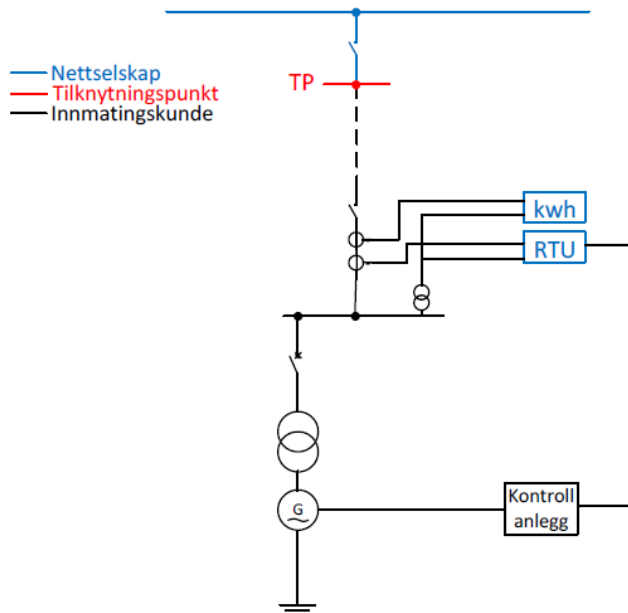 Nettselskap
TP
Tilknytningspunkt
Innmatingskunde
kwh
RTU
G
Kontroll
anlegg